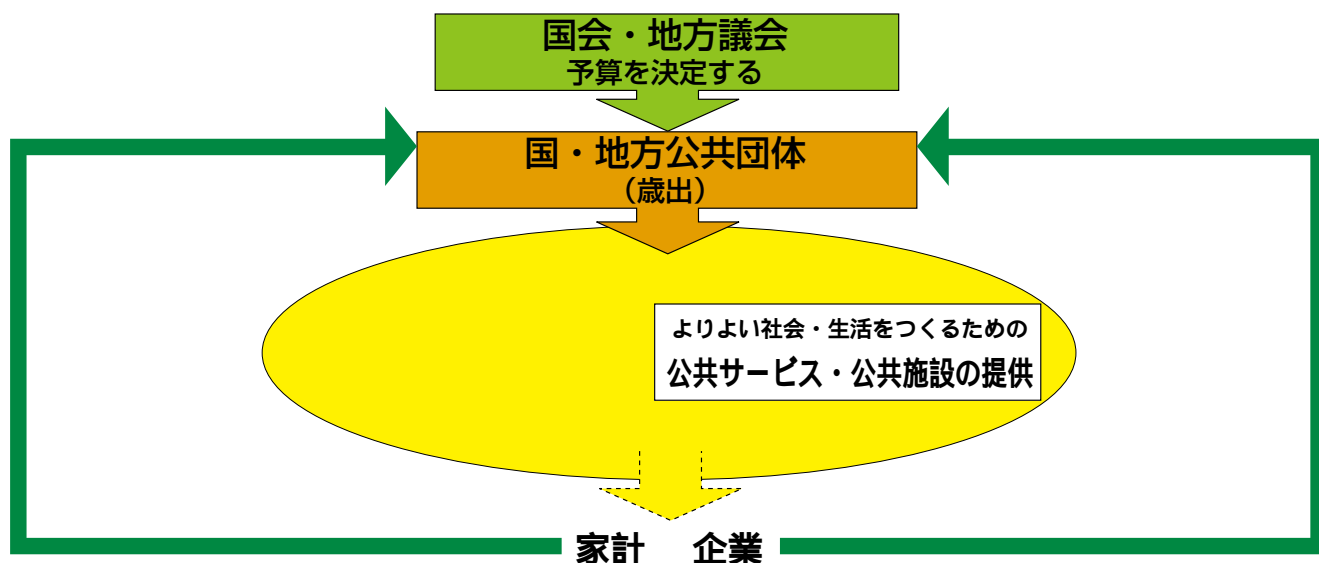 国会・地方議会
予算を決定する
国・地方公共団体
（歳出）
よりよい社会・生活をつくるための
公共サービス・公共施設の提供
家計　企業